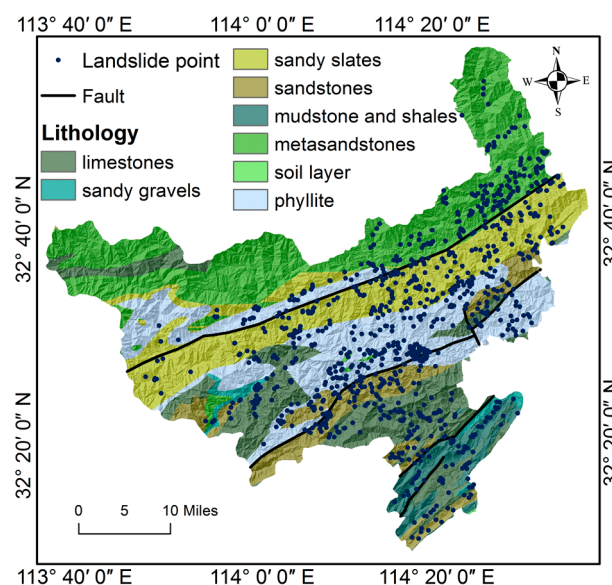 113° 40′ 0″ E 114° 0′ 0″ E 114° 20′ 0″ E
Landslide point
Fault
Lithology
limestones
sandy gravels
sandy slates
sandstones
mudstone and shales
metasandstones
soil layer
phyllite
N
W E
S
32° 40′ 0″ N
32° 20′ 0″ N
32° 40′ 0″ N
32° 20′ 0″ N
0 5 10 Miles
113° 40′ 0″ E 114° 0′ 0″ E 114° 20′ 0″ E